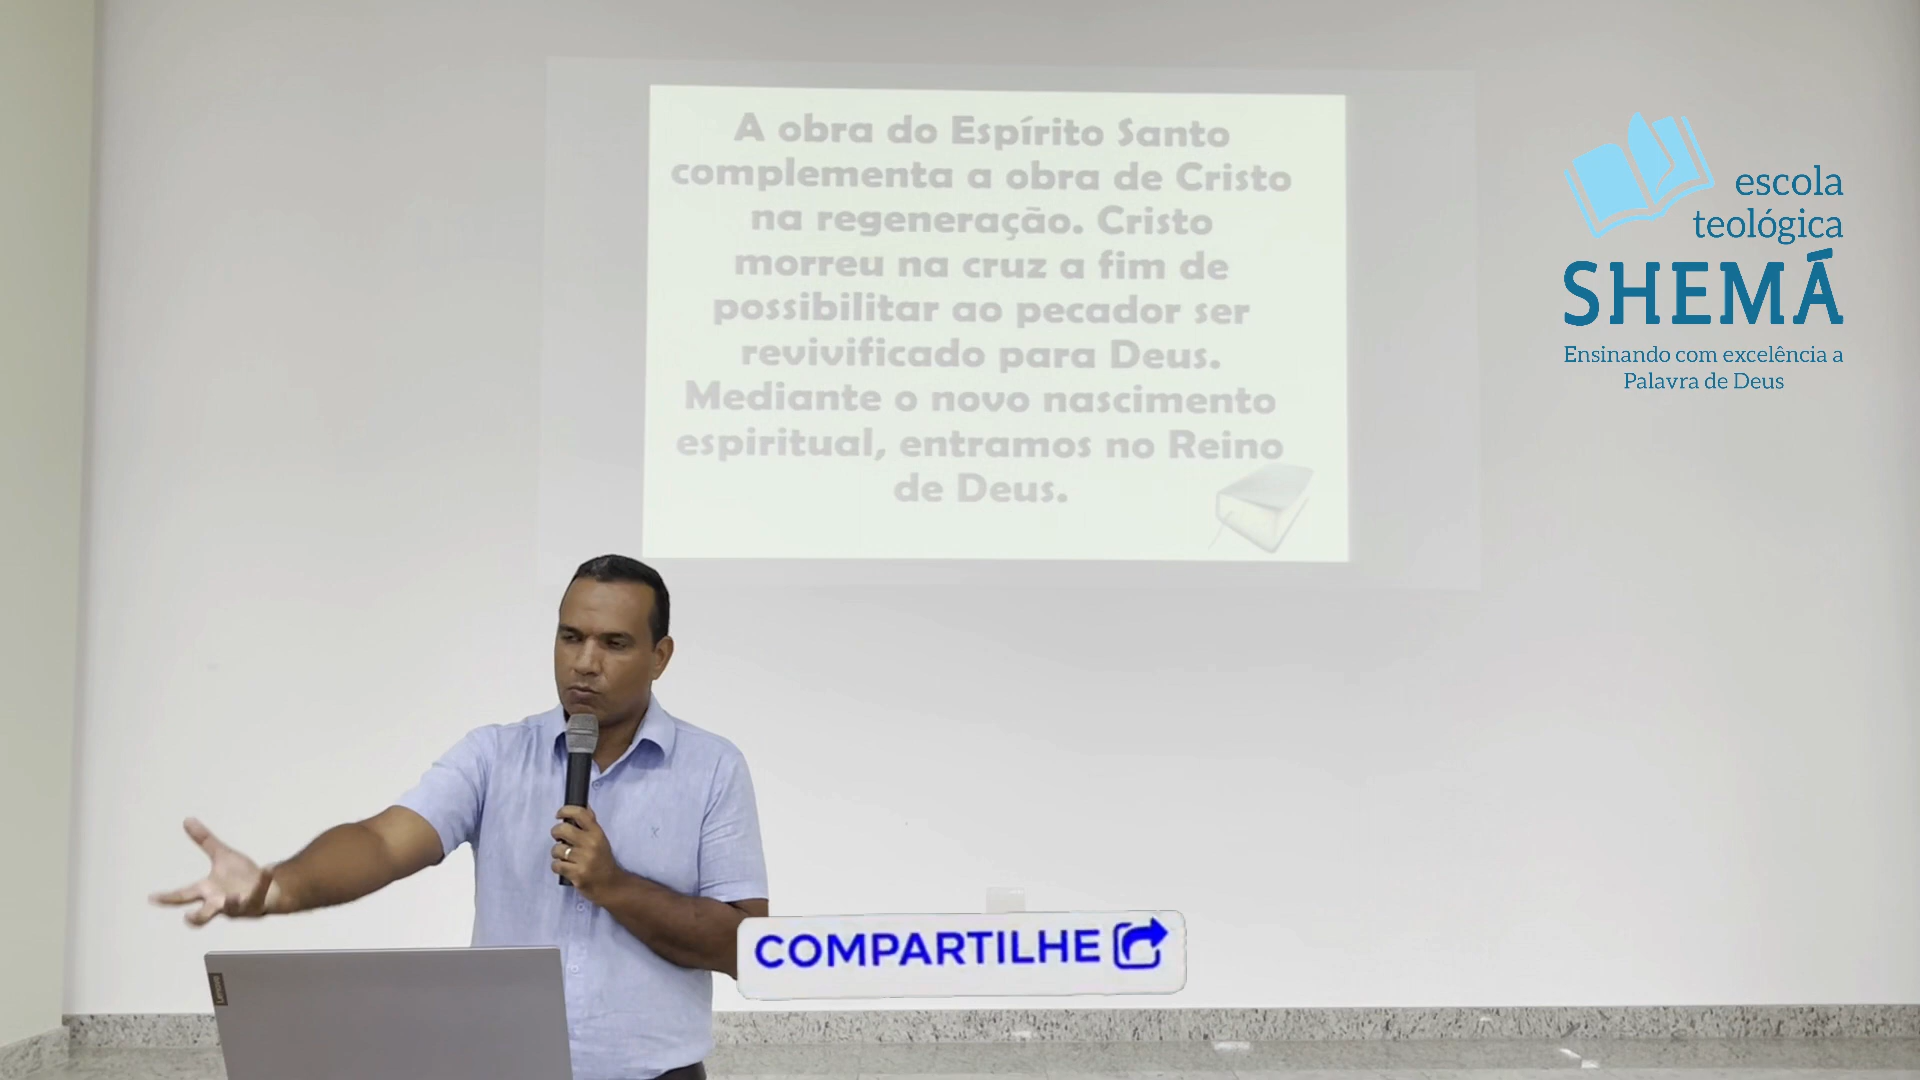 A obra do Espírito Santo
complementa a obra de Cristo
na regeneração. Cristo
morreu na cruz a fim de
possibilitar ao pecador ser
revivificado para Deus.
Mediante o novo nascimento
espiritual, entramos no Reino
de Deus.
escola
teológica
SHEMÁ
Ensinando com excelência a
Palavra de Deus
COMPARTILHE
Lenovo